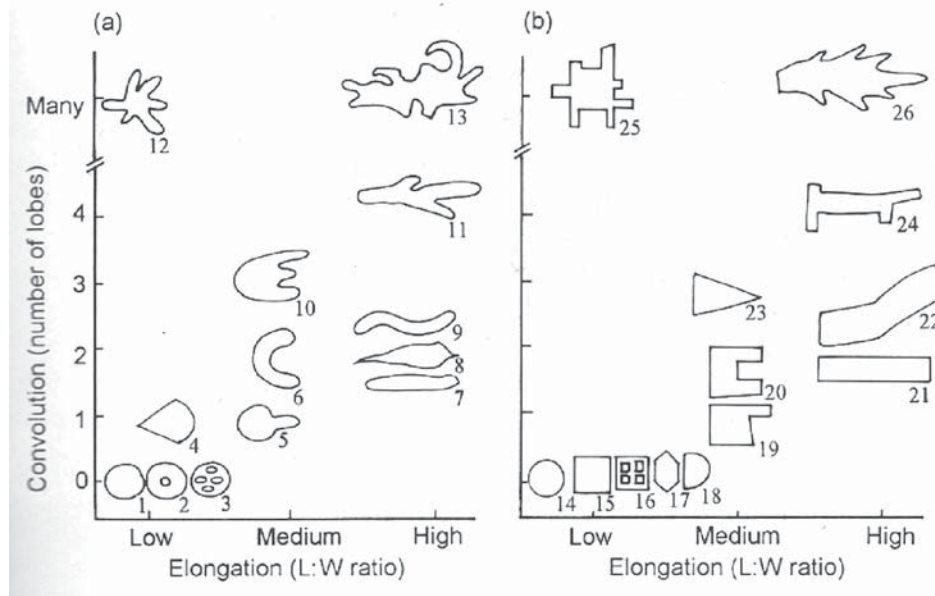 (a)
(b)
Many
4
3
2
1
0
Convolution (number of lobes)
12
13
11
10
9
8
7
6
5
4
1
2
3
Low
Medium
High
Elongation (L:W ratio)
25
26
24
23
22
21
20
19
14
15
16
17
18
Low
Medium
High
Elongation (L:W ratio)